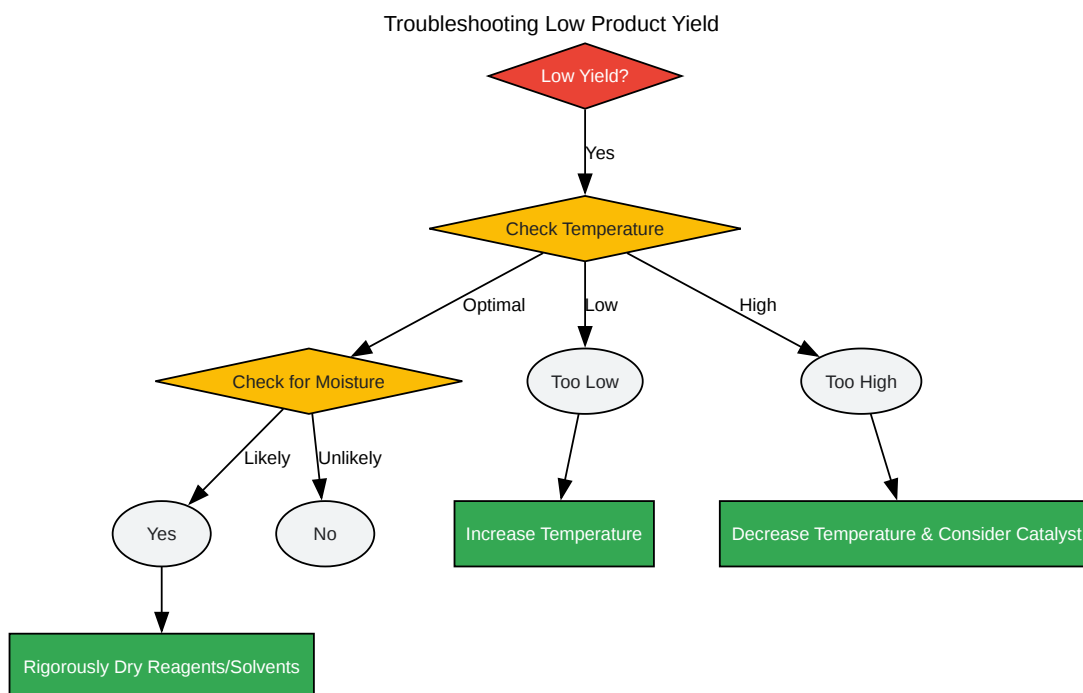 Troubleshooting Low Product Yield
Low Yield?
Yes
Check Temperature
Optimal
Low
High
Check for Moisture
Too Low
Too High
Likely
Unlikely
Yes
No
Increase Temperature
Decrease Temperature & Consider Catalyst
Rigorously Dry Reagents/Solvents